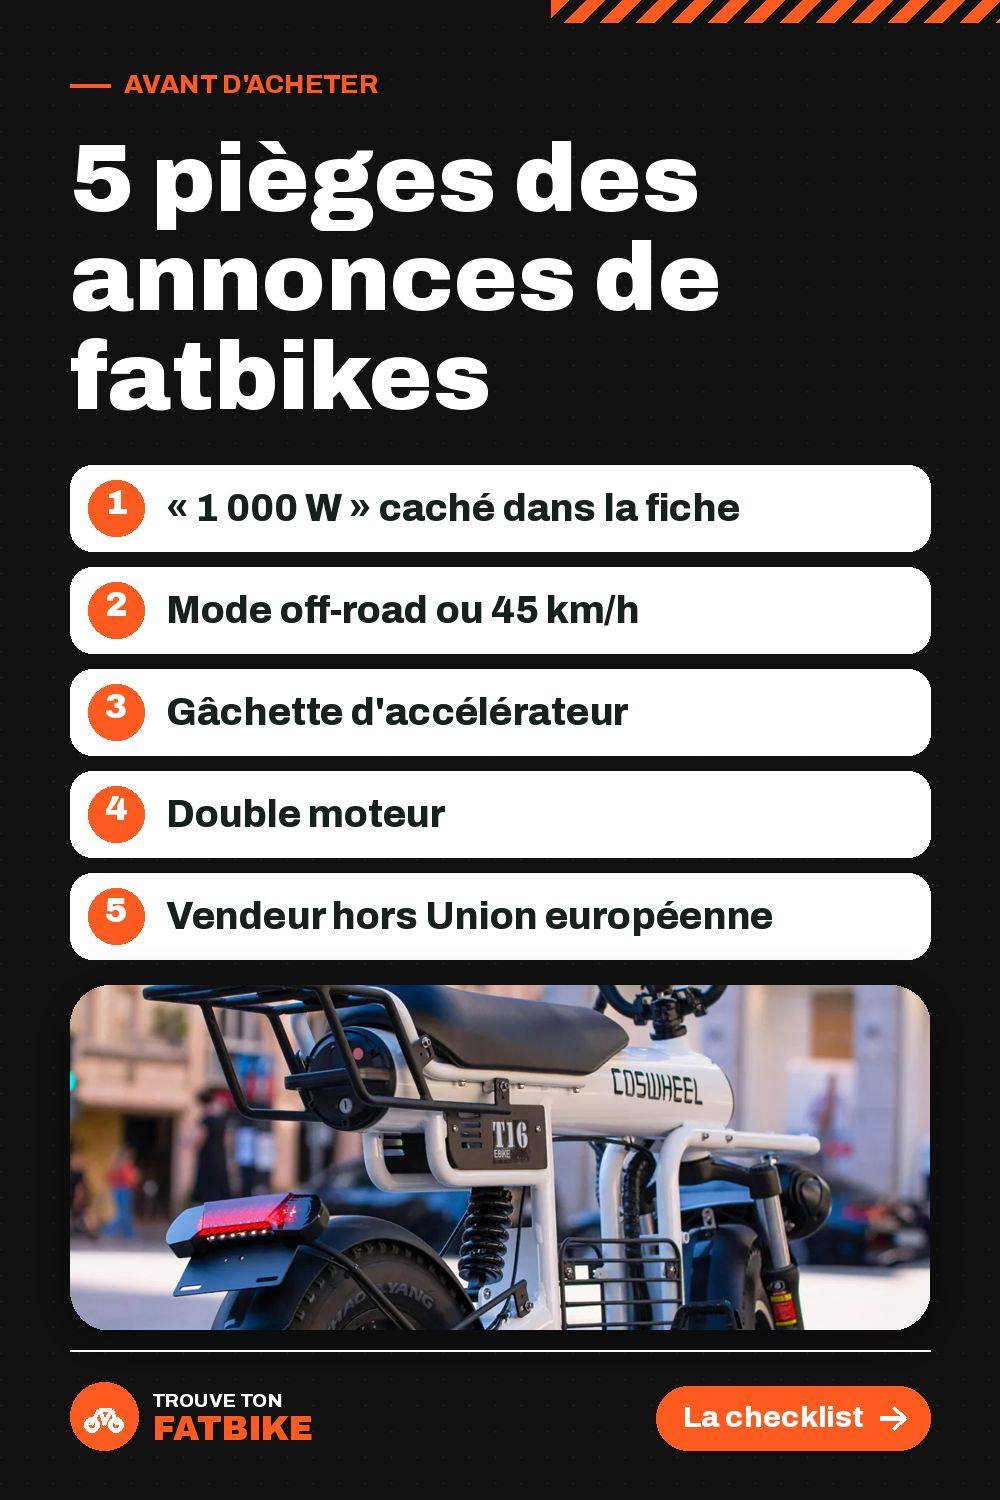 AVANT D'ACHETER
5 pièges des
annonces de
fatbikes
1 « 1 000 W » caché dans la fiche
2 Mode off-road ou 45 km/h
3 Gâchette d'accélérateur
4 Double moteur
5 Vendeur hors Union européenne
COSWHEEL
T16
EBIKE
YANG
TROUVE TON
FATBIKE
La checklist